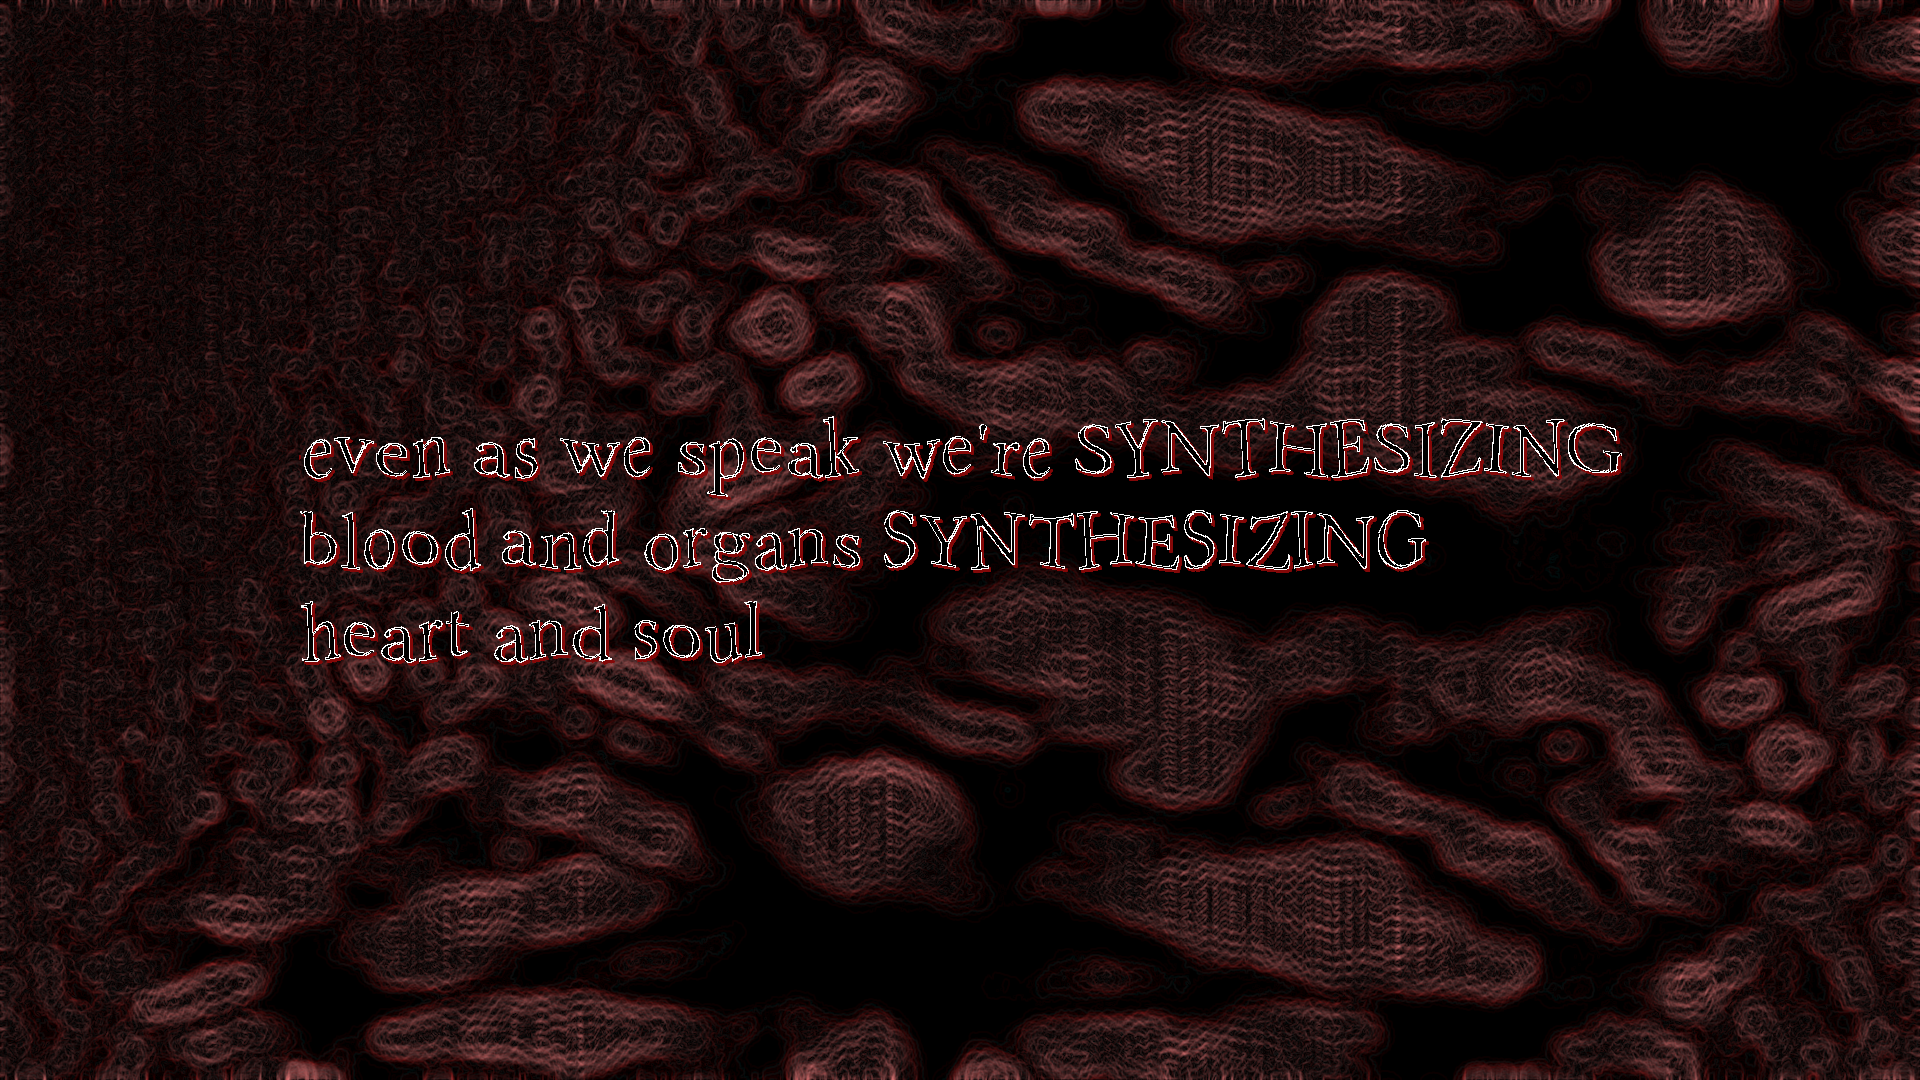 even as we speak we're SYNTHESIZING
blood and organs SYNTHESIZING
heart and soul